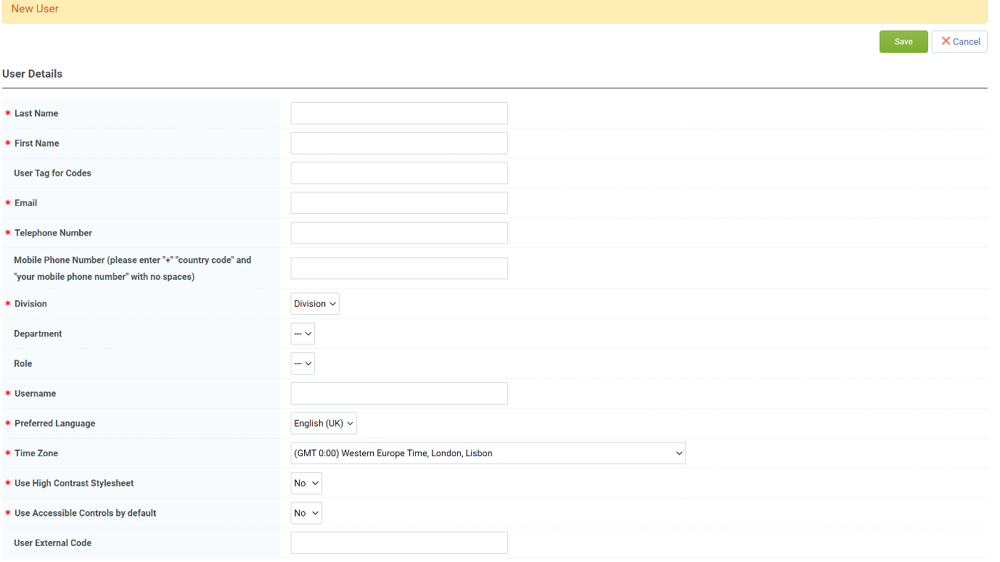 New User
Save
Cancel
User Details
* Last Name
* First Name
User Tag for Codes
* Email
* Telephone Number
Mobile Phone Number (please enter "+" "country code" and
"your mobile phone number" with no spaces)
* Division Division
Department ---
Role ---
* Username
* Preferred Language English (UK)
* Time Zone (GMT 0:00) Western Europe Time, London, Lisbon
* Use High Contrast Stylesheet No
* Use Accessible Controls by default No
User External Code